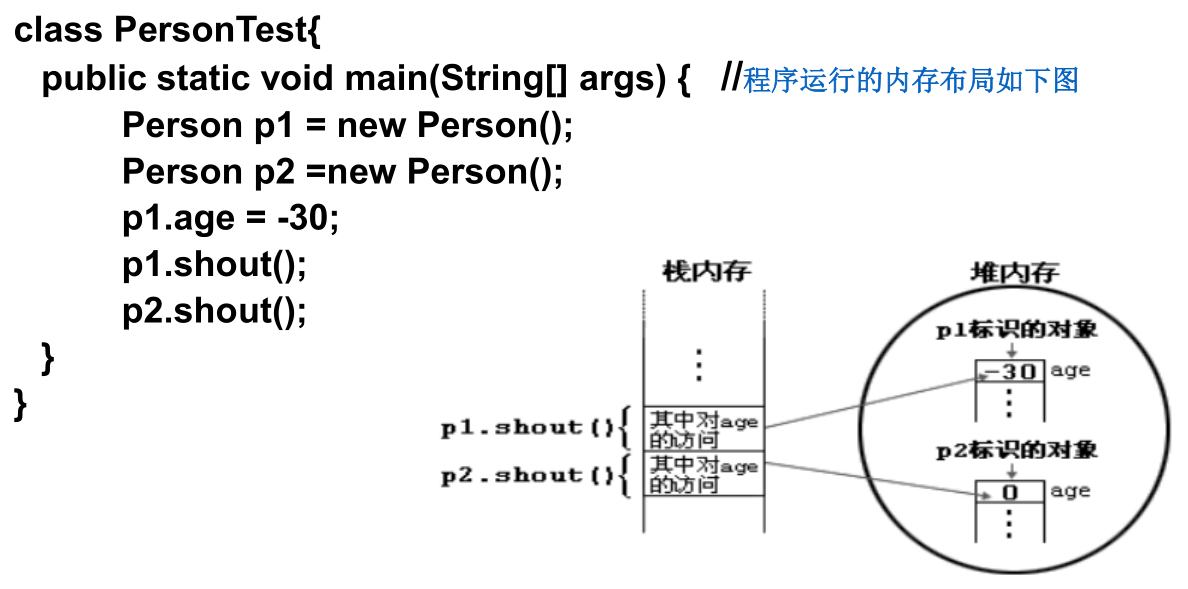 class PersonTest{
public static void main(String[] args) { //程序运行的内存布局如下图
Person p1 = new Person();
Person p2 =new Person();
p1.age = -30;
p1.shout();
p2.shout();
}
}
栈内存
堆内存
p1标识的对象
-30 age
p1.shout(){
其中对age
的访问
p2.shout(){
其中对age
的访问
p2标识的对象
0 age